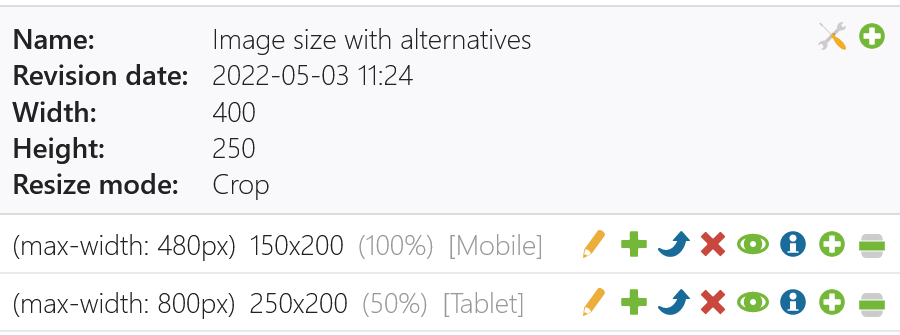 Name: Image size with alternatives
Revision date: 2022-05-03 11:24
Width: 400
Height: 250
Resize mode: Crop
(max-width: 480px) 150x200 (100%) [Mobile]
(max-width: 800px) 250x200 (50%) [Tablet]